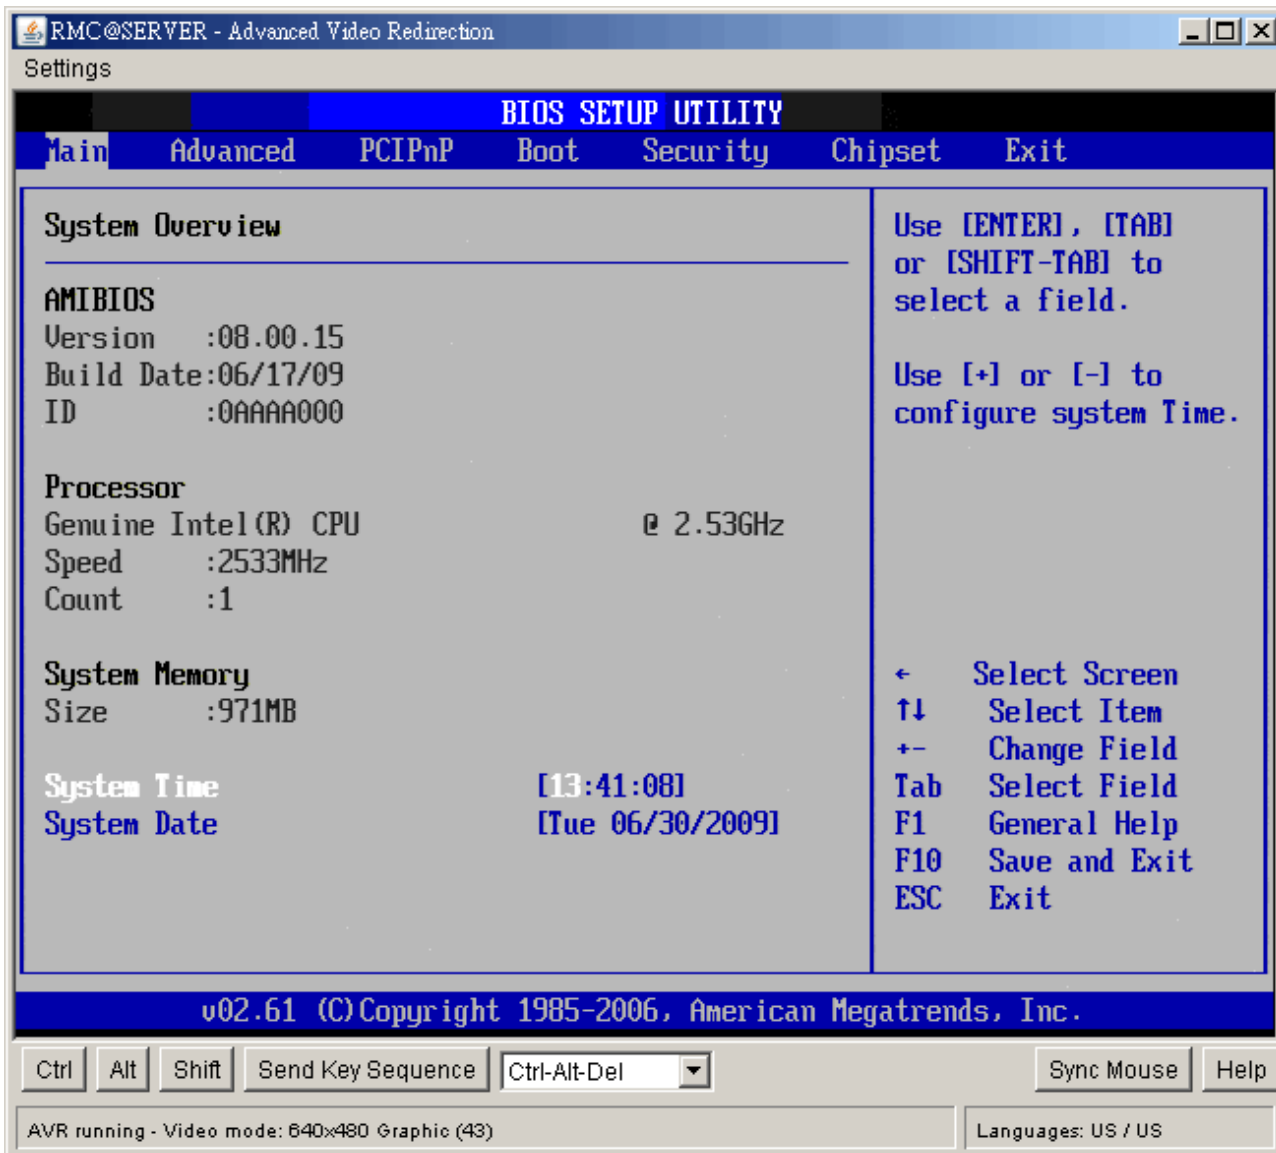 RMC@SERVER - Advanced Video Redirection
Settings
BIOS SETUP UTILITY
Main Advanced PCIPnP Boot Security Chipset Exit
System Overview
AMIBIOS
Version :08.00.15
Build Date:06/17/09
ID :0AAAA000
Processor
Genuine Intel(R) CPU @ 2.53GHz
Speed :2533MHz
Count :1
System Memory
Size :971MB
System Time [13:41:08]
System Date [Tue 06/30/2009]
Use [ENTER], [TAB]
or [SHIFT-TAB] to
select a field.
Use [+] or [-] to
configure system Time.
← Select Screen
↑↓ Select Item
+- Change Field
Tab Select Field
F1 General Help
F10 Save and Exit
ESC Exit
v02.61 (C)Copyright 1985-2006, American Megatrends, Inc.
Ctrl Alt Shift Send Key Sequence Ctrl-Alt-Del Sync Mouse Help
AVR running - Video mode: 640x480 Graphic (43) Languages: US / US